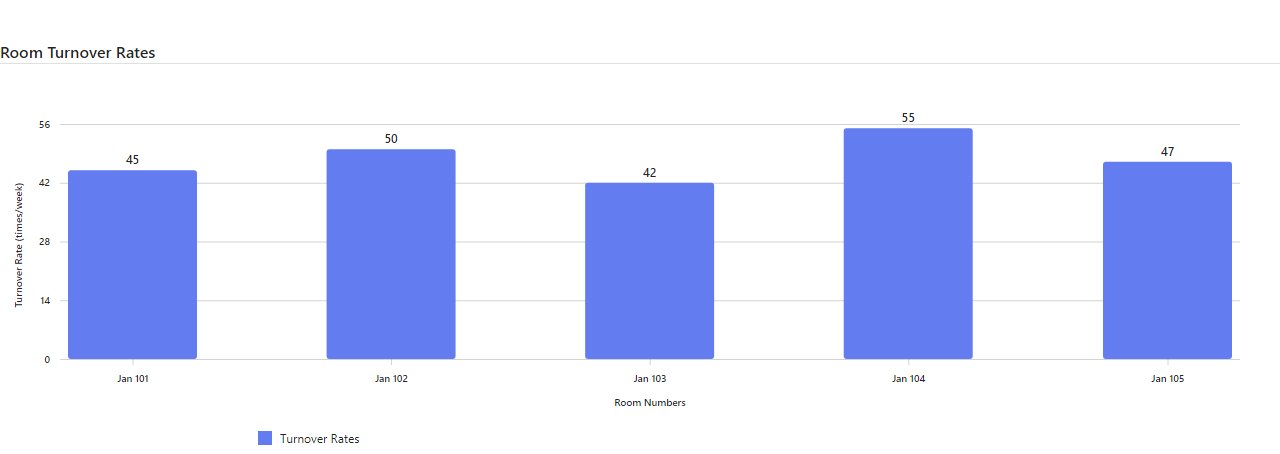 Room Turnover Rates
55
56
50
47
45
42
42
28
14
0
Turnover Rate (times/week)
Jan 101 Jan 102 Jan 103 Jan 104 Jan 105
Room Numbers
Turnover Rates